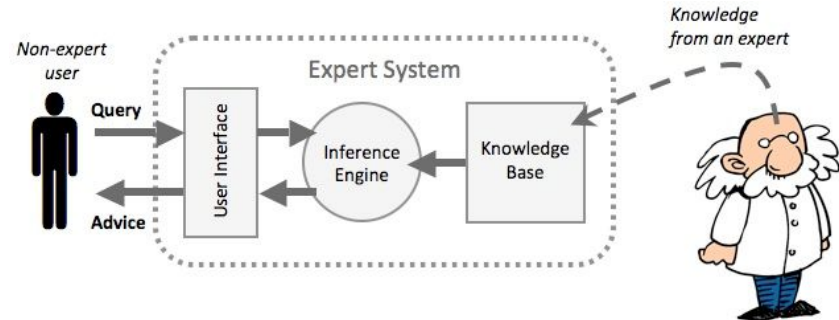 Non-expert
user
Knowledge
from an expert
Expert System
Query
Advice
User Interface
Inference
Engine
Knowledge
Base